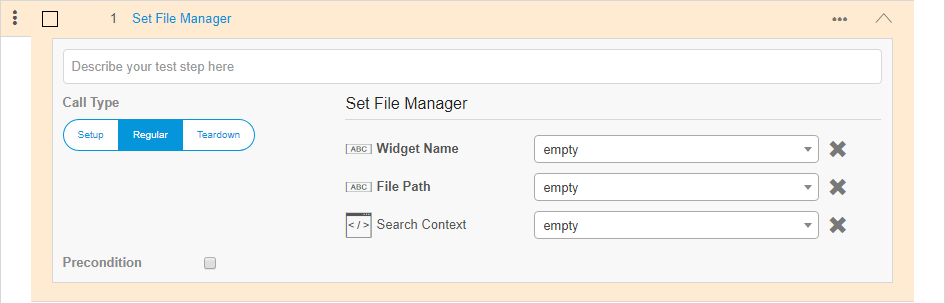 1 Set File Manager •••
Describe your test step here
Call Type
Set File Manager
Setup Regular Teardown
ABC Widget Name empty
ABC File Path empty
</> Search Context empty
Precondition